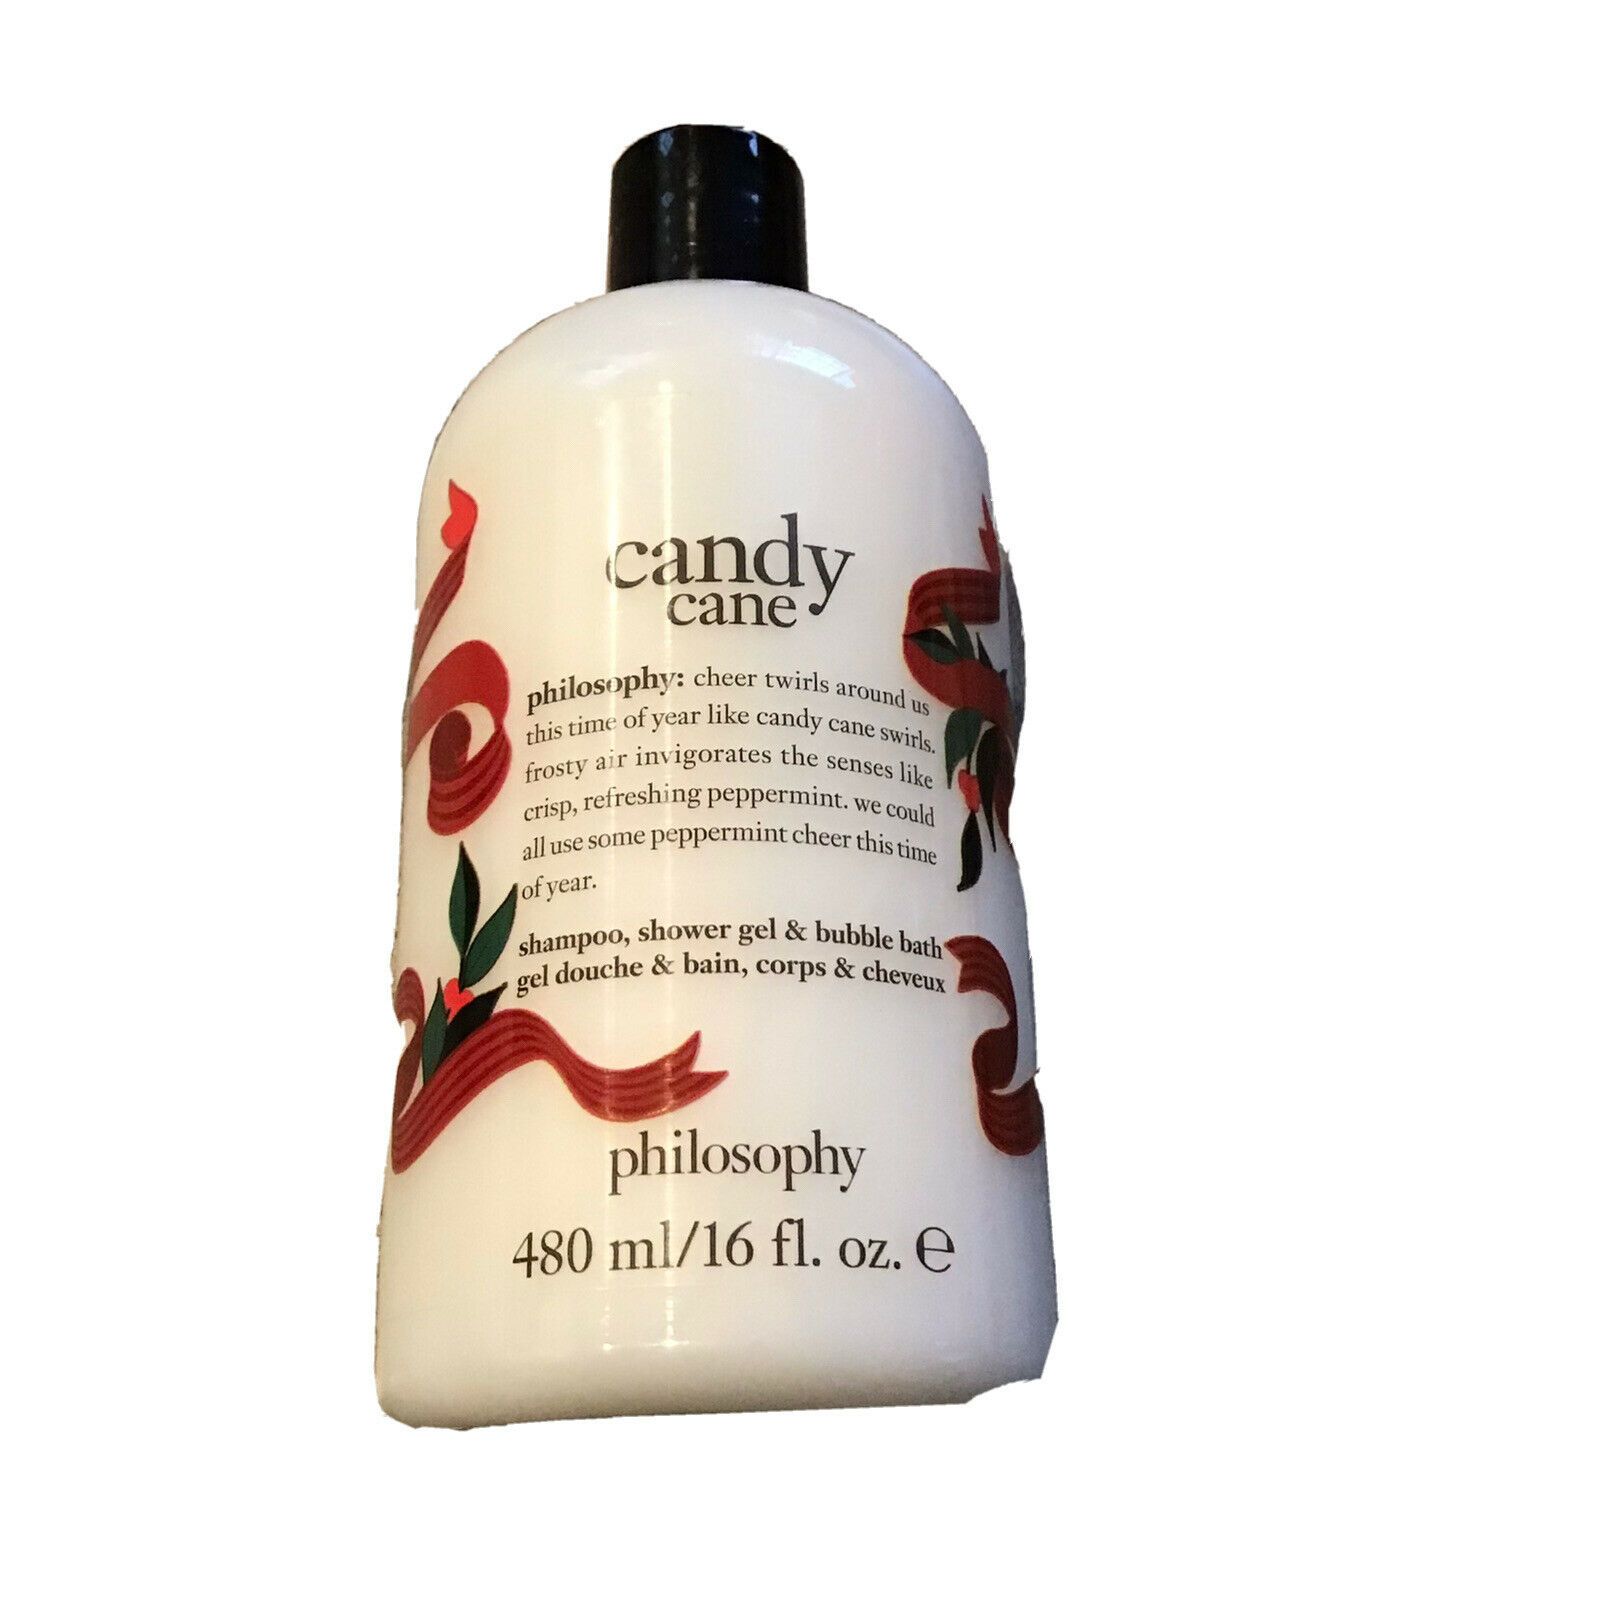 candy
cane
philosophy: cheer twirls around us
this time of year like candy cane swirls.
frosty air invigorates the senses like
crisp, refreshing peppermint. we could
all use some peppermint cheer this time
of year.
shampoo, shower gel & bubble bath
gel douche & bain, corps & cheveux
philosophy
480 ml/16 fl. oz. ℮